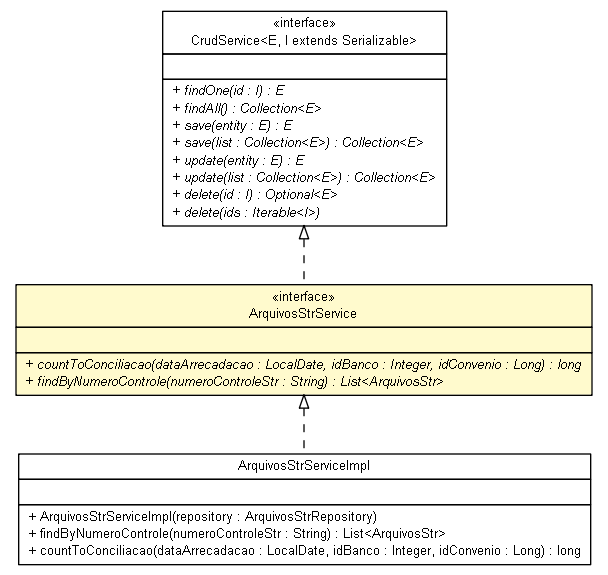 «interface»
CrudService<E, I extends Serializable>
+ findOne(id : I) : E
+ findAll() : Collection<E>
+ save(entity : E) : E
+ save(list : Collection<E>) : Collection<E>
+ update(entity : E) : E
+ update(list : Collection<E>) : Collection<E>
+ delete(id : I) : Optional<E>
+ delete(ids : Iterable<I>)
«interface»
ArquivosStrService
+ countToConciliacao(dataArrecadacao : LocalDate, idBanco : Integer, idConvenio : Long) : long
+ findByNumeroControle(numeroControleStr : String) : List<ArquivosStr>
ArquivosStrServiceImpl
+ ArquivosStrServiceImpl(repository : ArquivosStrRepository)
+ findByNumeroControle(numeroControleStr : String) : List<ArquivosStr>
+ countToConciliacao(dataArrecadacao : LocalDate, idBanco : Integer, idConvenio : Long) : long